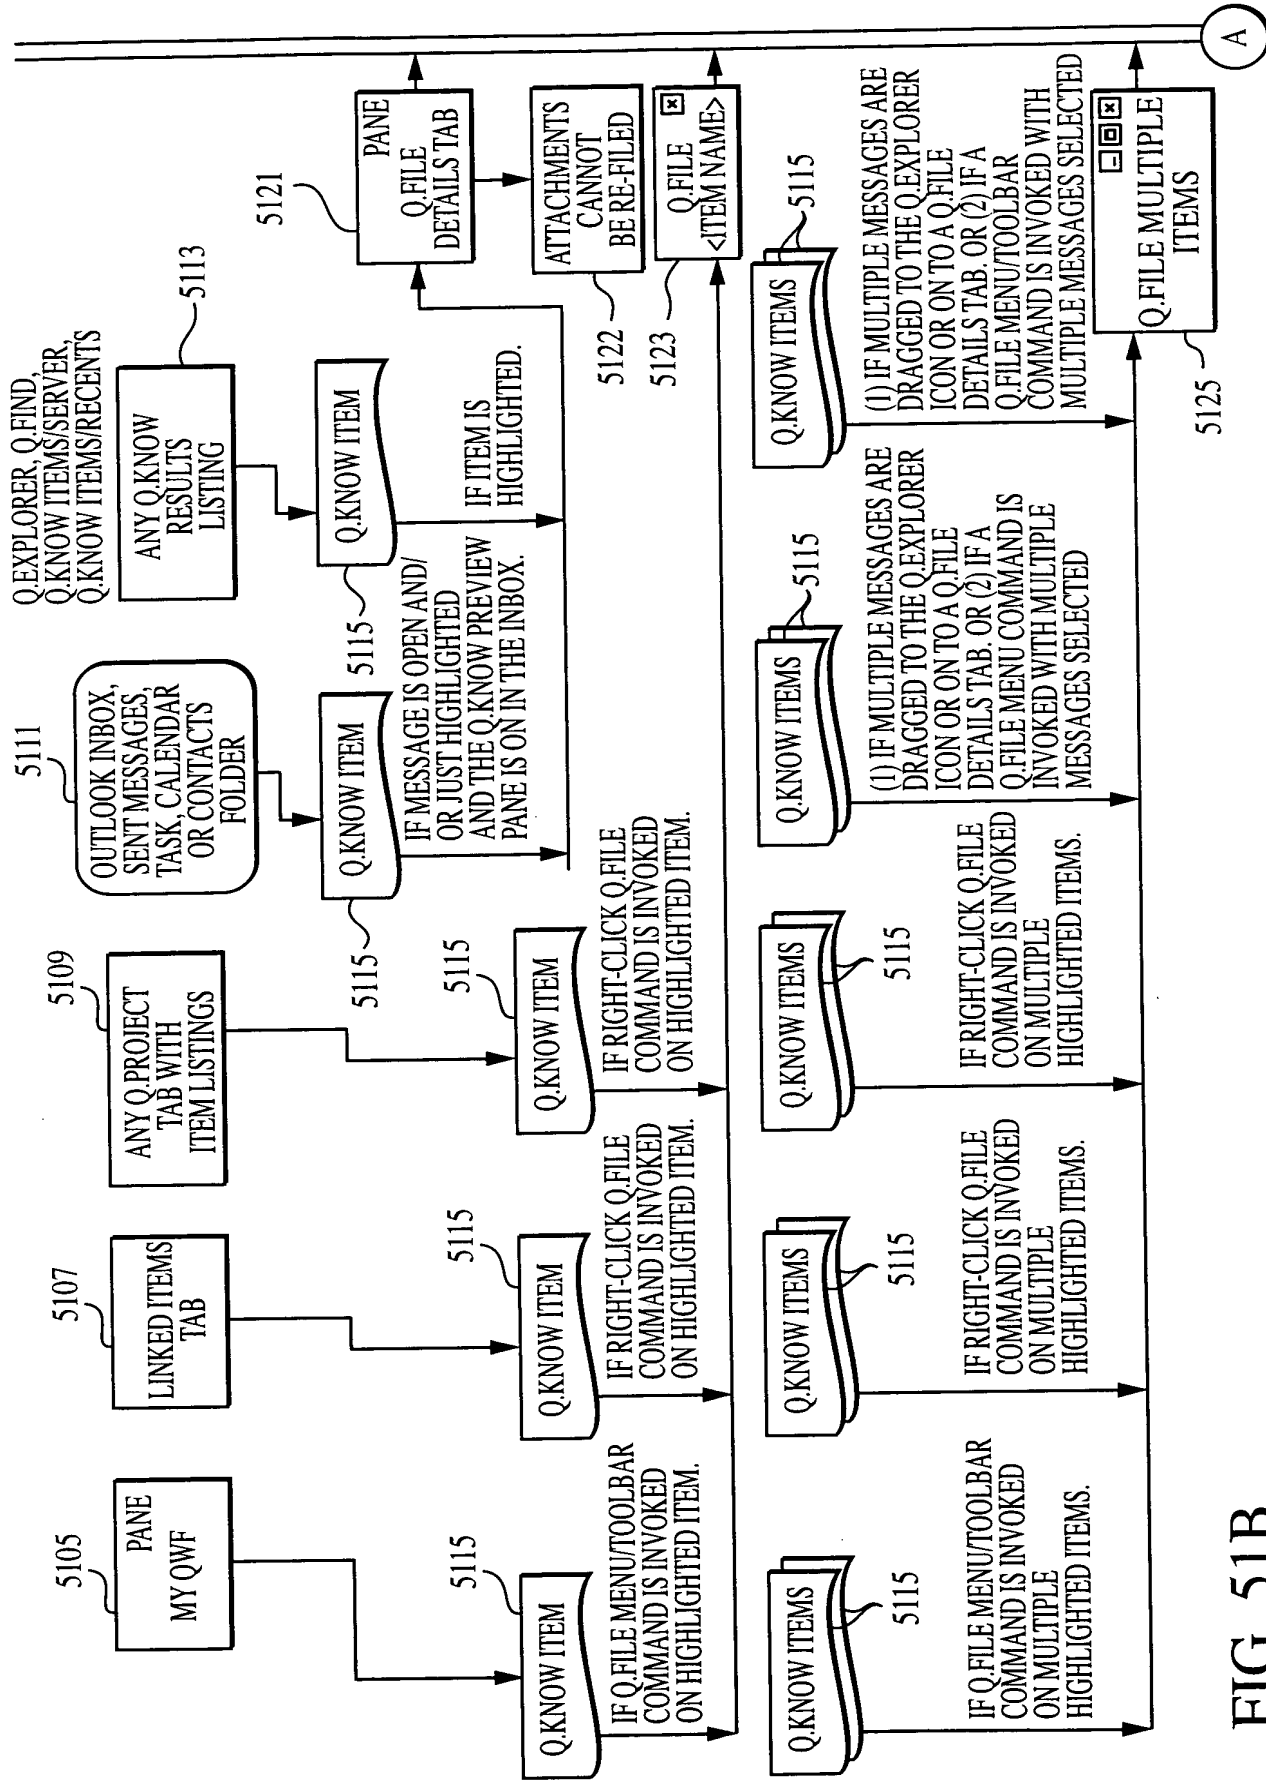 5105
PANE
MY QWF
5107
LINKED ITEMS
TAB
5109
ANY Q.PROJECT
TAB WITH
ITEM LISTINGS
5111
OUTLOOK INBOX,
SENT MESSAGES,
TASK, CALENDAR
OR CONTACTS
FOLDER
Q.EXPLORER, Q.FIND,
Q.KNOW ITEMS/SERVER,
Q.KNOW ITEMS/RECENTS
5113
ANY Q.KNOW
RESULTS
LISTING
5115
Q.KNOW ITEM
IF Q.FILE MENU/TOOLBAR
COMMAND IS INVOKED
ON HIGHLIGHTED ITEM.
5115
Q.KNOW ITEM
IF RIGHT-CLICK Q.FILE
COMMAND IS INVOKED
ON HIGHLIGHTED ITEM.
5115
Q.KNOW ITEM
IF RIGHT-CLICK Q.FILE
COMMAND IS INVOKED
ON HIGHLIGHTED ITEM.
5115
Q.KNOW ITEM
IF MESSAGE IS OPEN AND/
OR JUST HIGHLIGHTED
AND THE Q.KNOW PREVIEW
PANE IS ON IN THE INBOX.
5115
Q.KNOW ITEM
IF ITEM IS
HIGHLIGHTED.
5121
PANE
Q.FILE
DETAILS TAB
ATTACHMENTS
CANNOT
BE RE-FILED
5122
Q.FILE
<ITEM NAME>
5123
Q.KNOW ITEMS
5115
IF Q.FILE MENU/TOOLBAR
COMMAND IS INVOKED
ON MULTIPLE
HIGHLIGHTED ITEMS.
Q.KNOW ITEMS
5115
IF RIGHT-CLICK Q.FILE
COMMAND IS INVOKED
ON MULTIPLE
HIGHLIGHTED ITEMS.
Q.KNOW ITEMS
5115
IF RIGHT-CLICK Q.FILE
COMMAND IS INVOKED
ON MULTIPLE
HIGHLIGHTED ITEMS.
Q.KNOW ITEMS
5115
(1) IF MULTIPLE MESSAGES ARE
DRAGGED TO THE Q.EXPLORER
ICON OR ON TO A Q.FILE
DETAILS TAB. OR (2) IF A
Q.FILE MENU COMMAND IS
INVOKED WITH MULTIPLE
MESSAGES SELECTED
Q.KNOW ITEMS
5115
(1) IF MULTIPLE MESSAGES ARE
DRAGGED TO THE Q.EXPLORER
ICON OR ON TO A Q.FILE
DETAILS TAB. OR (2) IF A
Q.FILE MENU/TOOLBAR
COMMAND IS INVOKED WITH
MULTIPLE MESSAGES SELECTED
Q.FILE MULTIPLE
ITEMS
5125
A
FIG. 51B